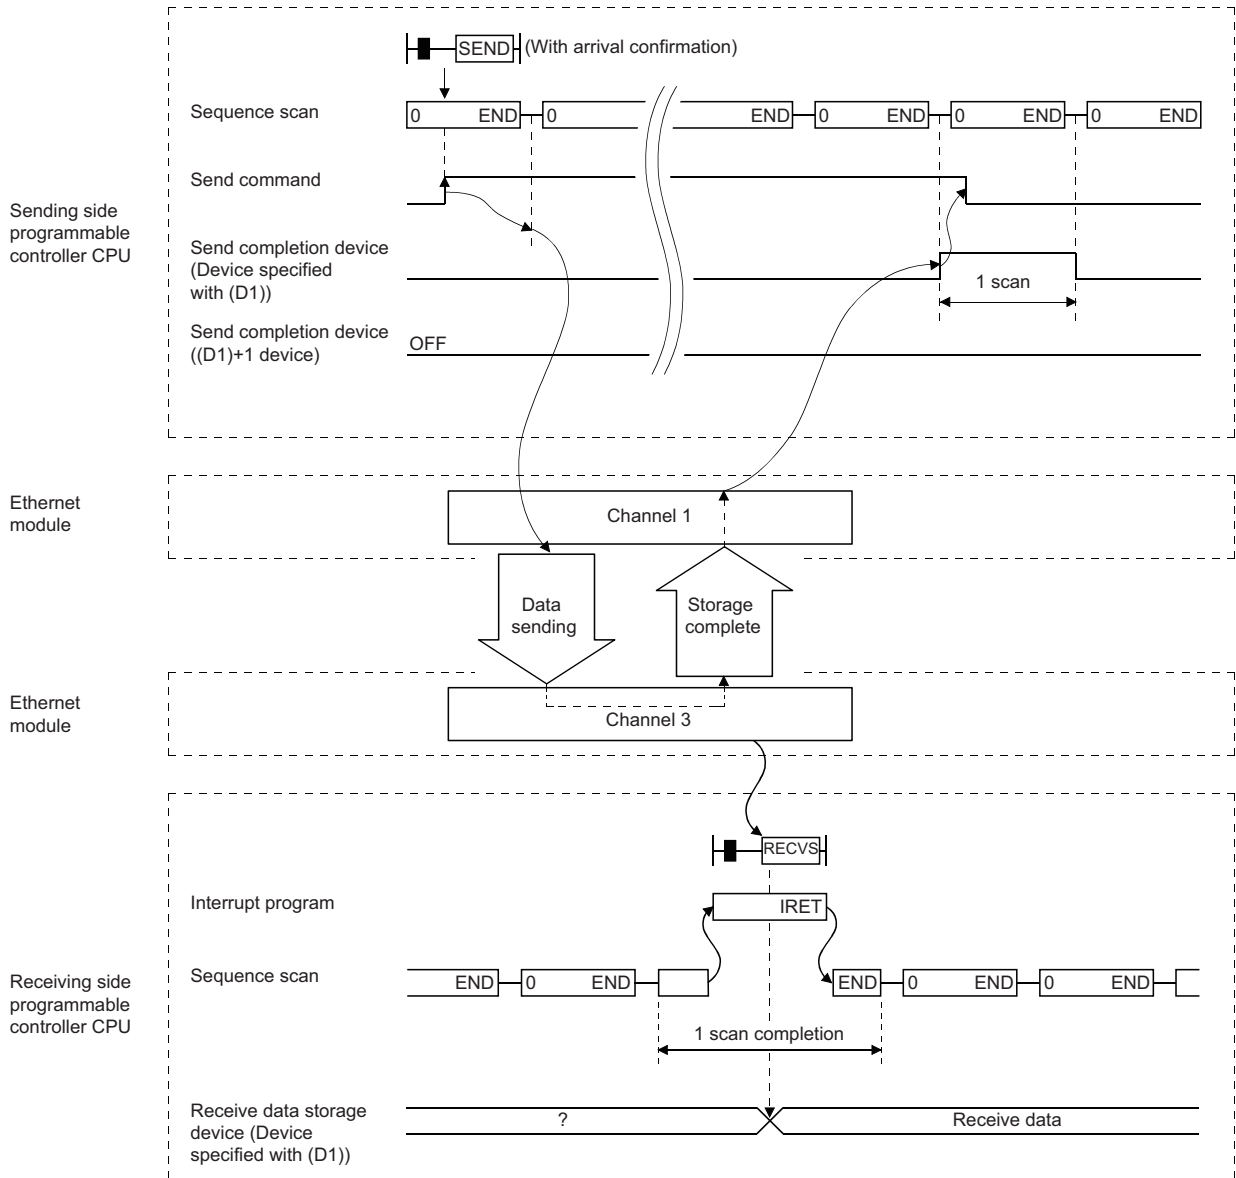 SEND (With arrival confirmation)
Sequence scan
0 END 0 END 0 END 0 END 0 END
Send command
Sending side
programmable
controller CPU
Send completion device
(Device specified
with (D1))
1 scan
Send completion device
((D1)+1 device)
OFF
Ethernet
module
Channel 1
Data
sending
Storage
complete
Ethernet
module
Channel 3
RECVS
Interrupt program
IRET
Receiving side
programmable
controller CPU
Sequence scan
END 0 END END 0 END 0 END
1 scan completion
Receive data storage
device (Device
specified with (D1))
?
Receive data